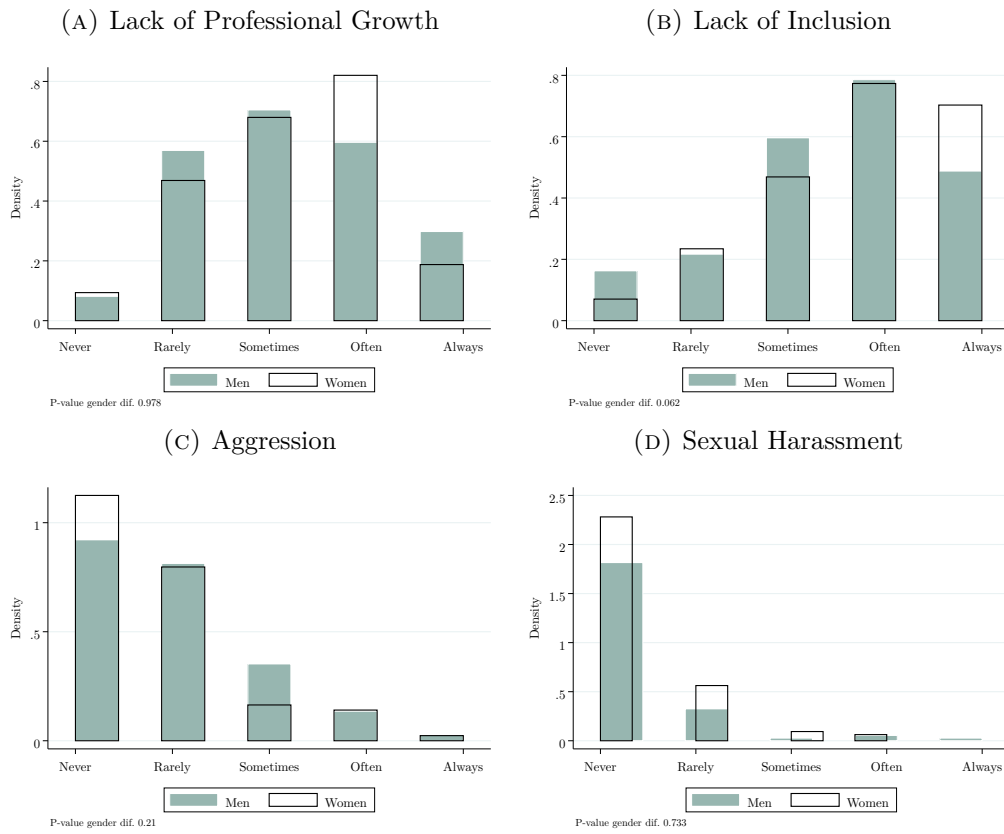 (A) Lack of Professional Growth
Density
.8
.6
.4
.2
0
Never Rarely Sometimes Often Always
Men Women
P-value gender dif. 0.978
(B) Lack of Inclusion
Density
.8
.6
.4
.2
0
Never Rarely Sometimes Often Always
Men Women
P-value gender dif. 0.062
(C) Aggression
Density
1
.5
0
Never Rarely Sometimes Often Always
Men Women
P-value gender dif. 0.21
(D) Sexual Harassment
Density
2.5
2
1.5
1
.5
0
Never Rarely Sometimes Often Always
Men Women
P-value gender dif. 0.733